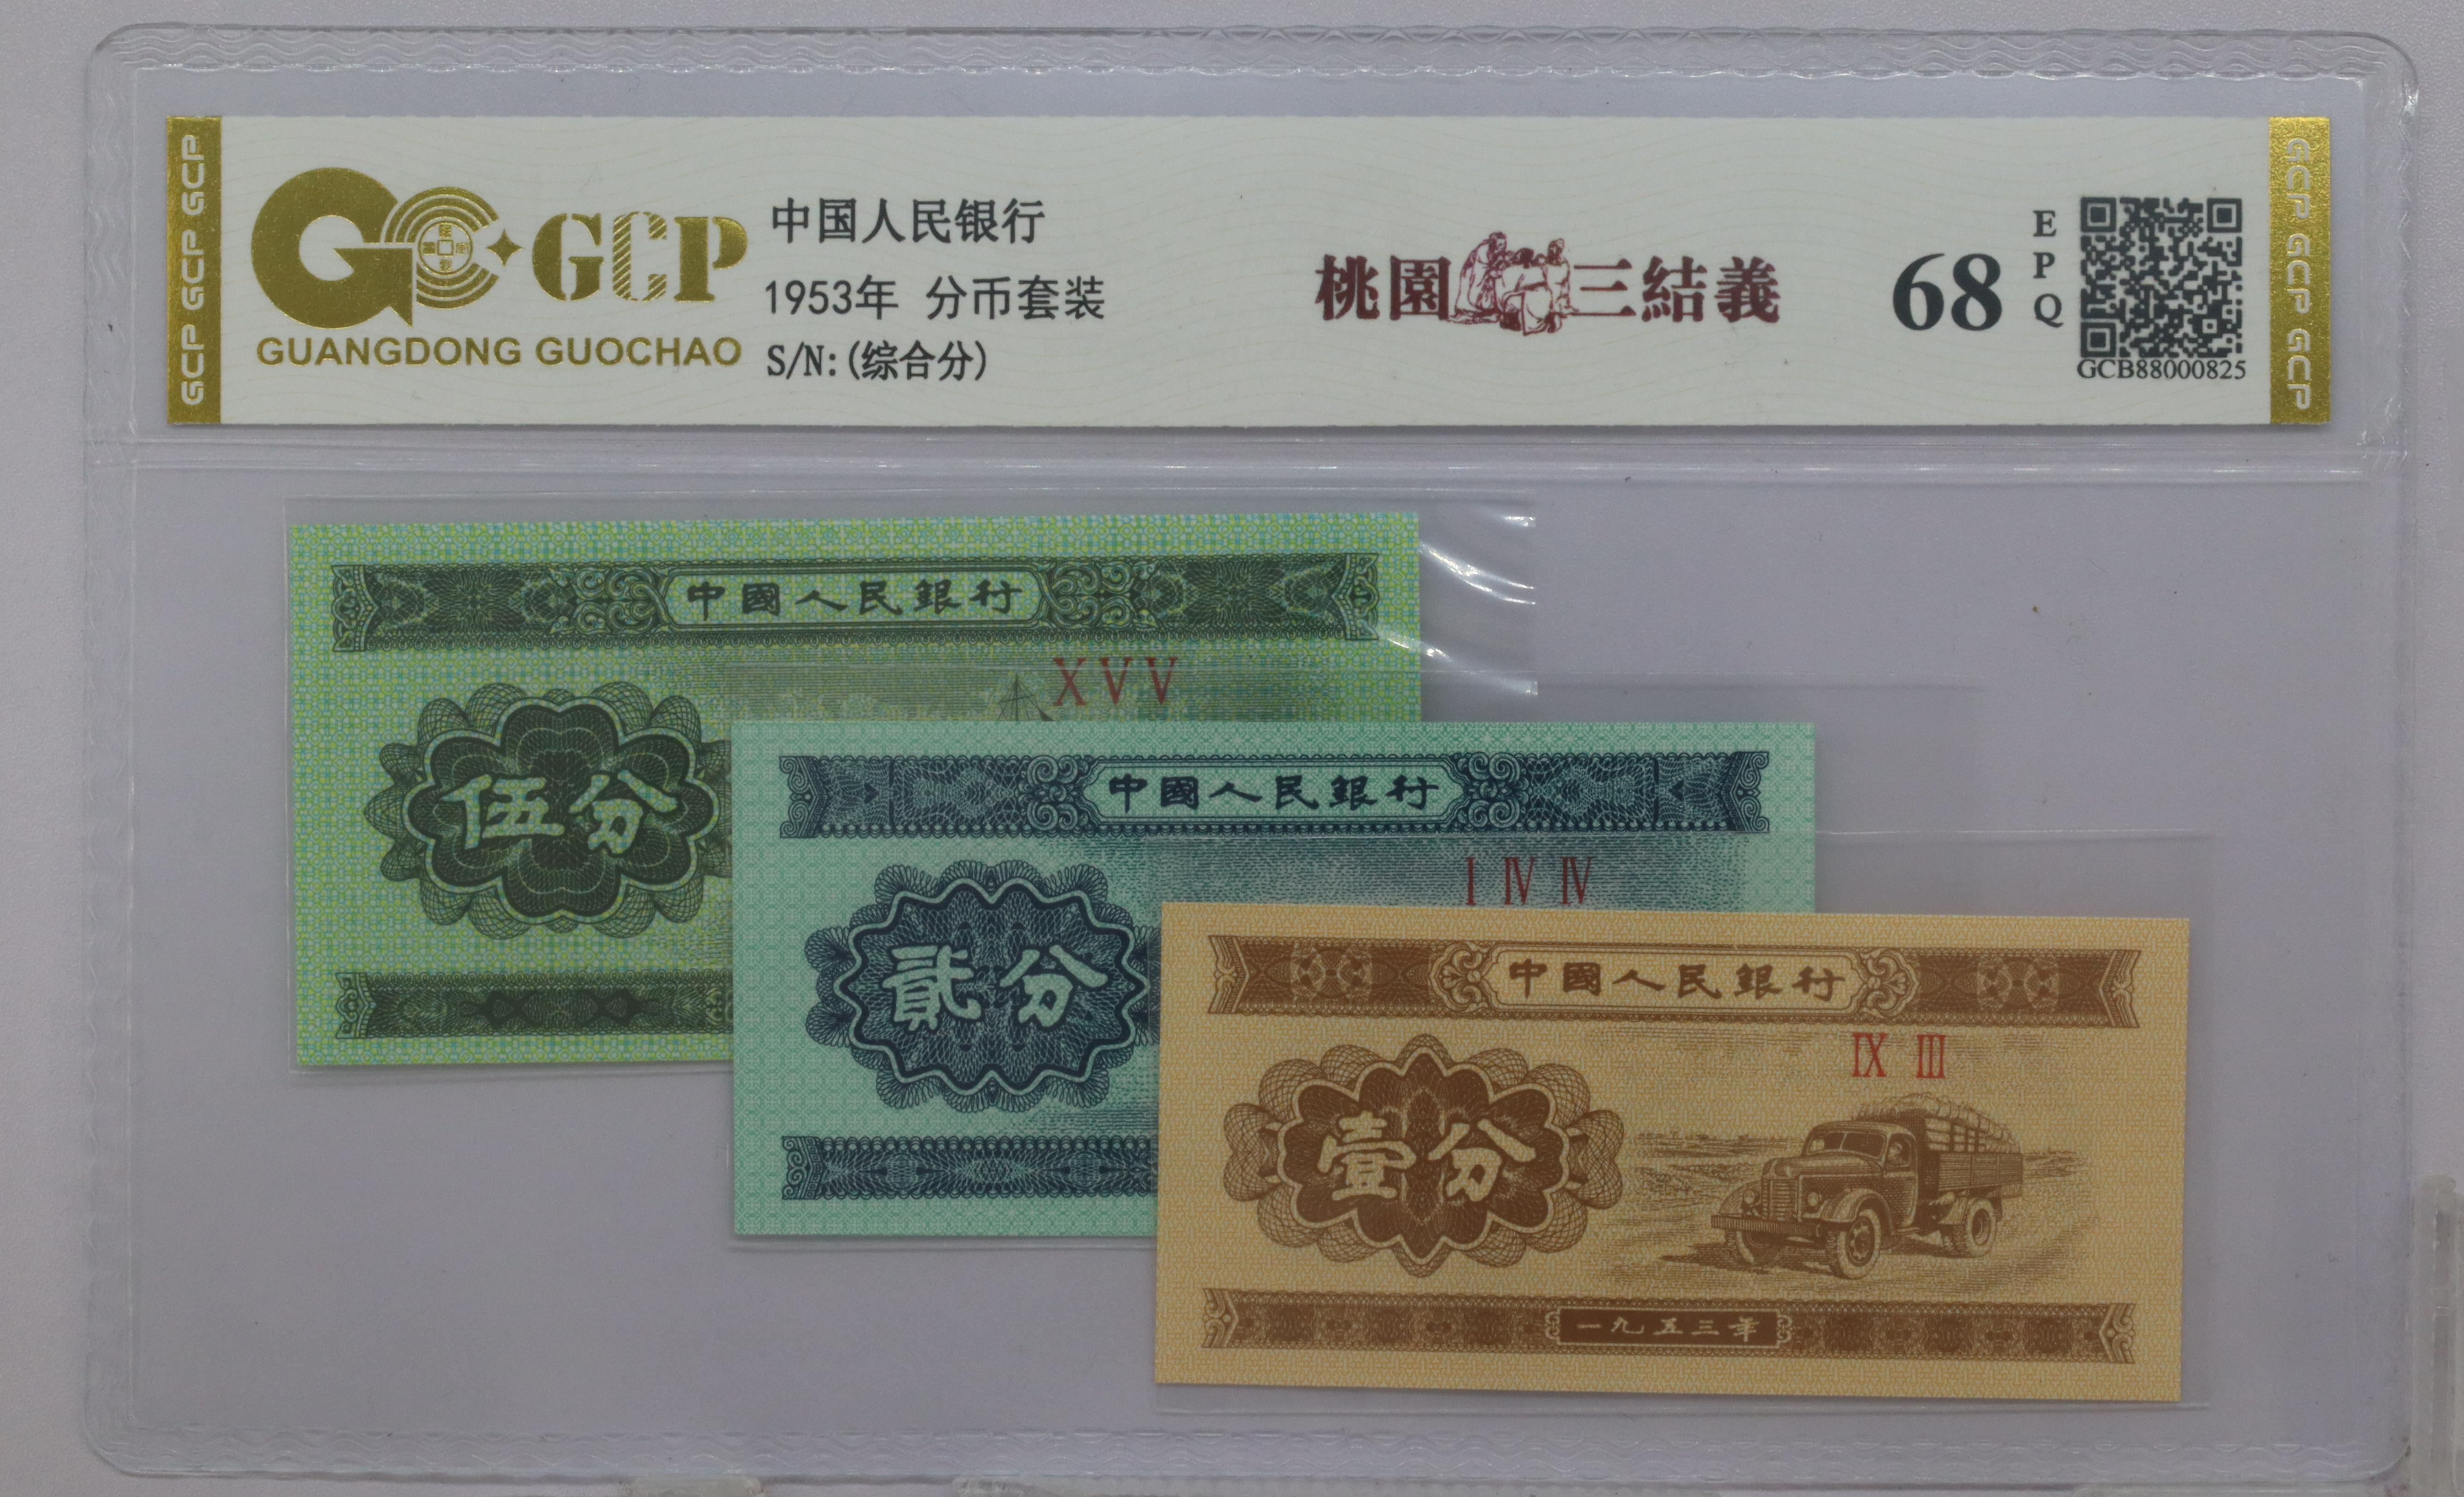 GCP GCP GCP
GCP
GUANGDONG GUOCHAO
中国人民银行
1953年 分币套装
S/N:(综合分)
桃園三結義
68
EPQ
GCB88000825
GCP GCP GCP
中國人民銀行
XVV
伍分
中國人民銀行
I IV IV
貳分
中國人民銀行
IX III
壹分
一九五三年